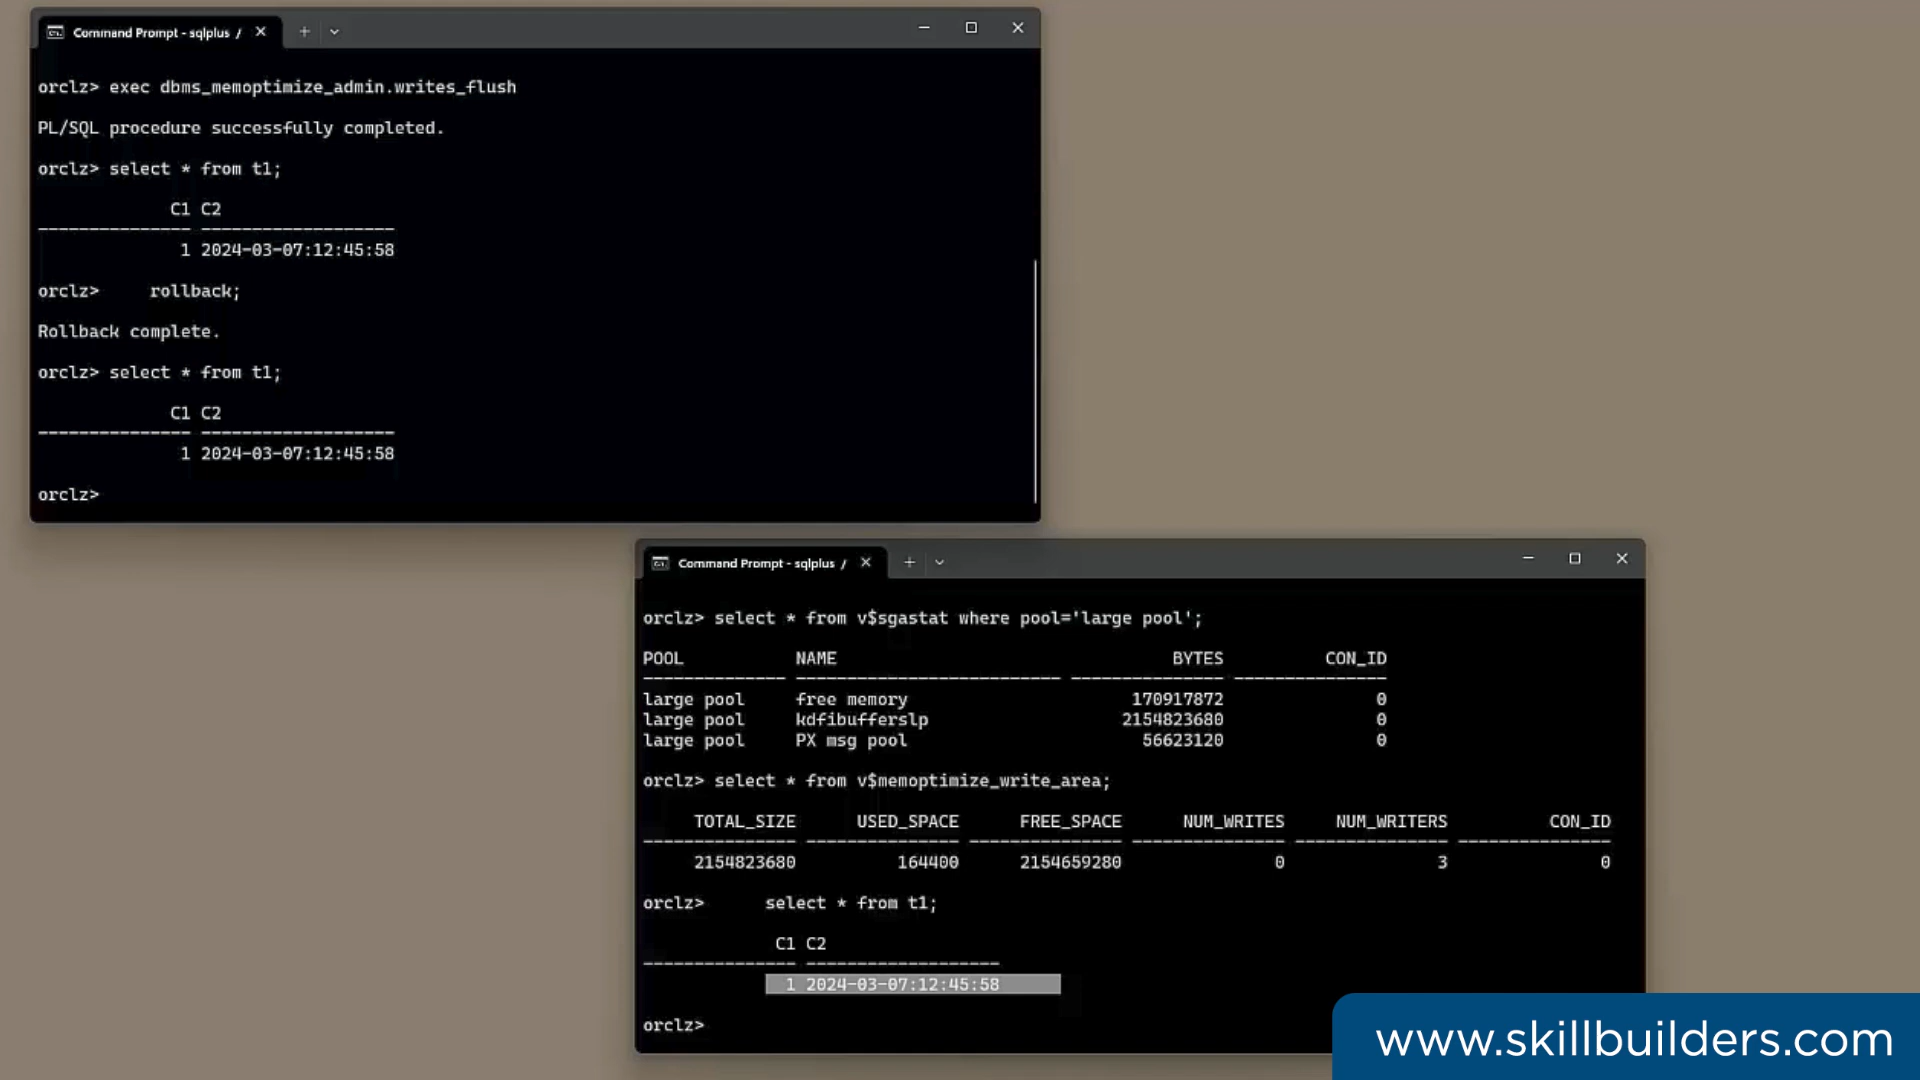 Command Prompt - sqlplus /
orclz> exec dbms_memoptimize_admin.writes_flush
PL/SQL procedure successfully completed.
orclz> select * from t1;
C1 C2
--------------- -------------------
1 2024-03-07:12:45:58
orclz>     rollback;
Rollback complete.
orclz> select * from t1;
C1 C2
--------------- -------------------
1 2024-03-07:12:45:58
orclz>
Command Prompt - sqlplus /
orclz> select * from v$sgastat where pool='large pool';
POOL NAME BYTES CON_ID
-------------- -------------------------- --------------- ---------------
large pool free memory 170917872 0
large pool kdfibufferslp 2154823680 0
large pool PX msg pool 56623120 0
orclz> select * from v$memoptimize_write_area;
TOTAL_SIZE USED_SPACE FREE_SPACE NUM_WRITES NUM_WRITERS CON_ID
--------------- --------------- --------------- --------------- --------------- ---------------
2154823680 164400 2154659280 0 3 0
orclz>      select * from t1;
C1 C2
--------------- -------------------
1 2024-03-07:12:45:58
orclz>
www.skillbuilders.com